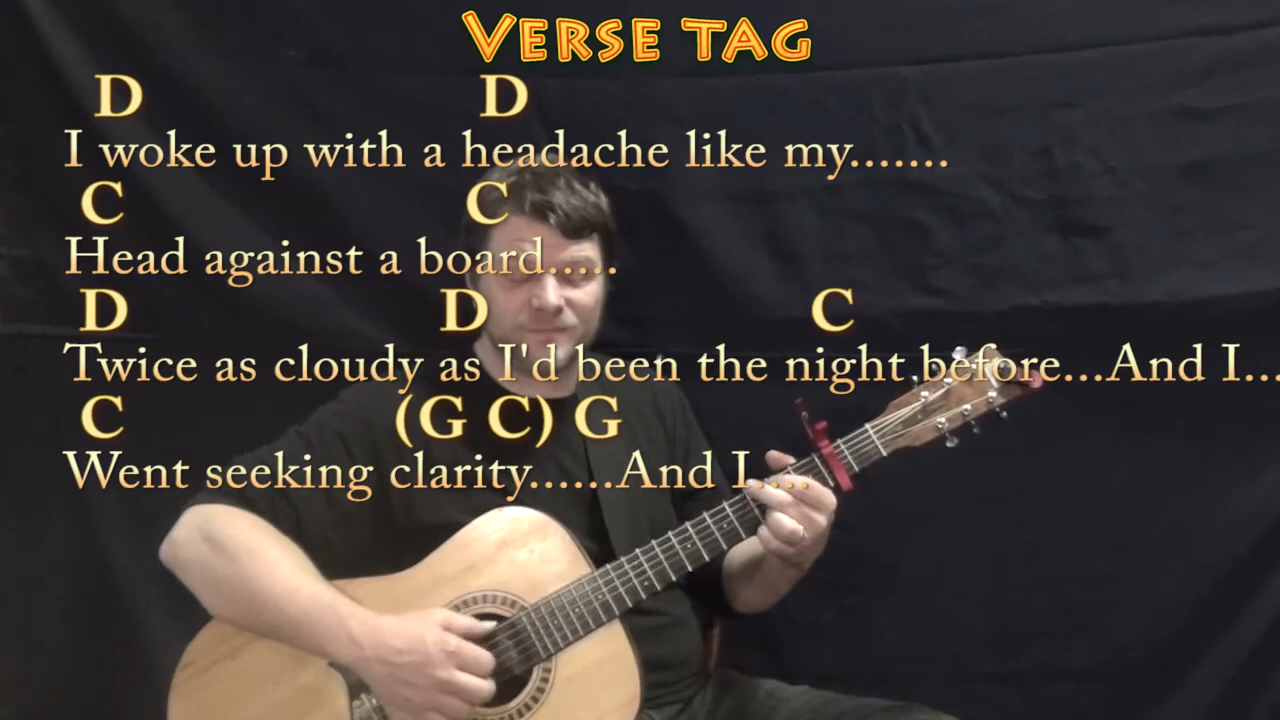 VERSE TAG
D D
I woke up with a headache like my.......
C C
Head against a board.....
D D C
Twice as cloudy as I'd been the night before...And I...
C (G C) G
Went seeking clarity......And I....